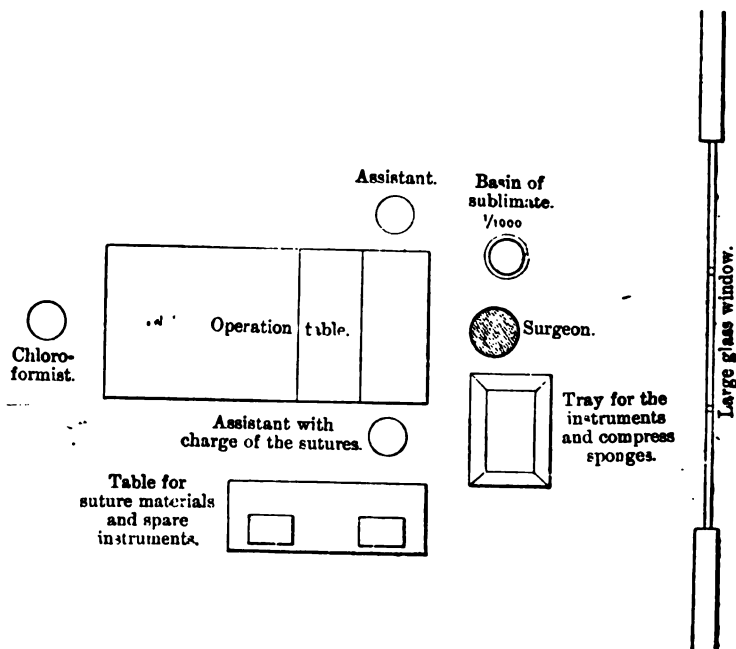 Assistant.
Basin of
sublimate.
1/1000
Large glass window.
Operation table.
Surgeon.
Chloro-
formist.
Tray for the
instruments
and compress
sponges.
Assistant with
charge of the sutures.
Table for
suture materials
and spare
instruments.